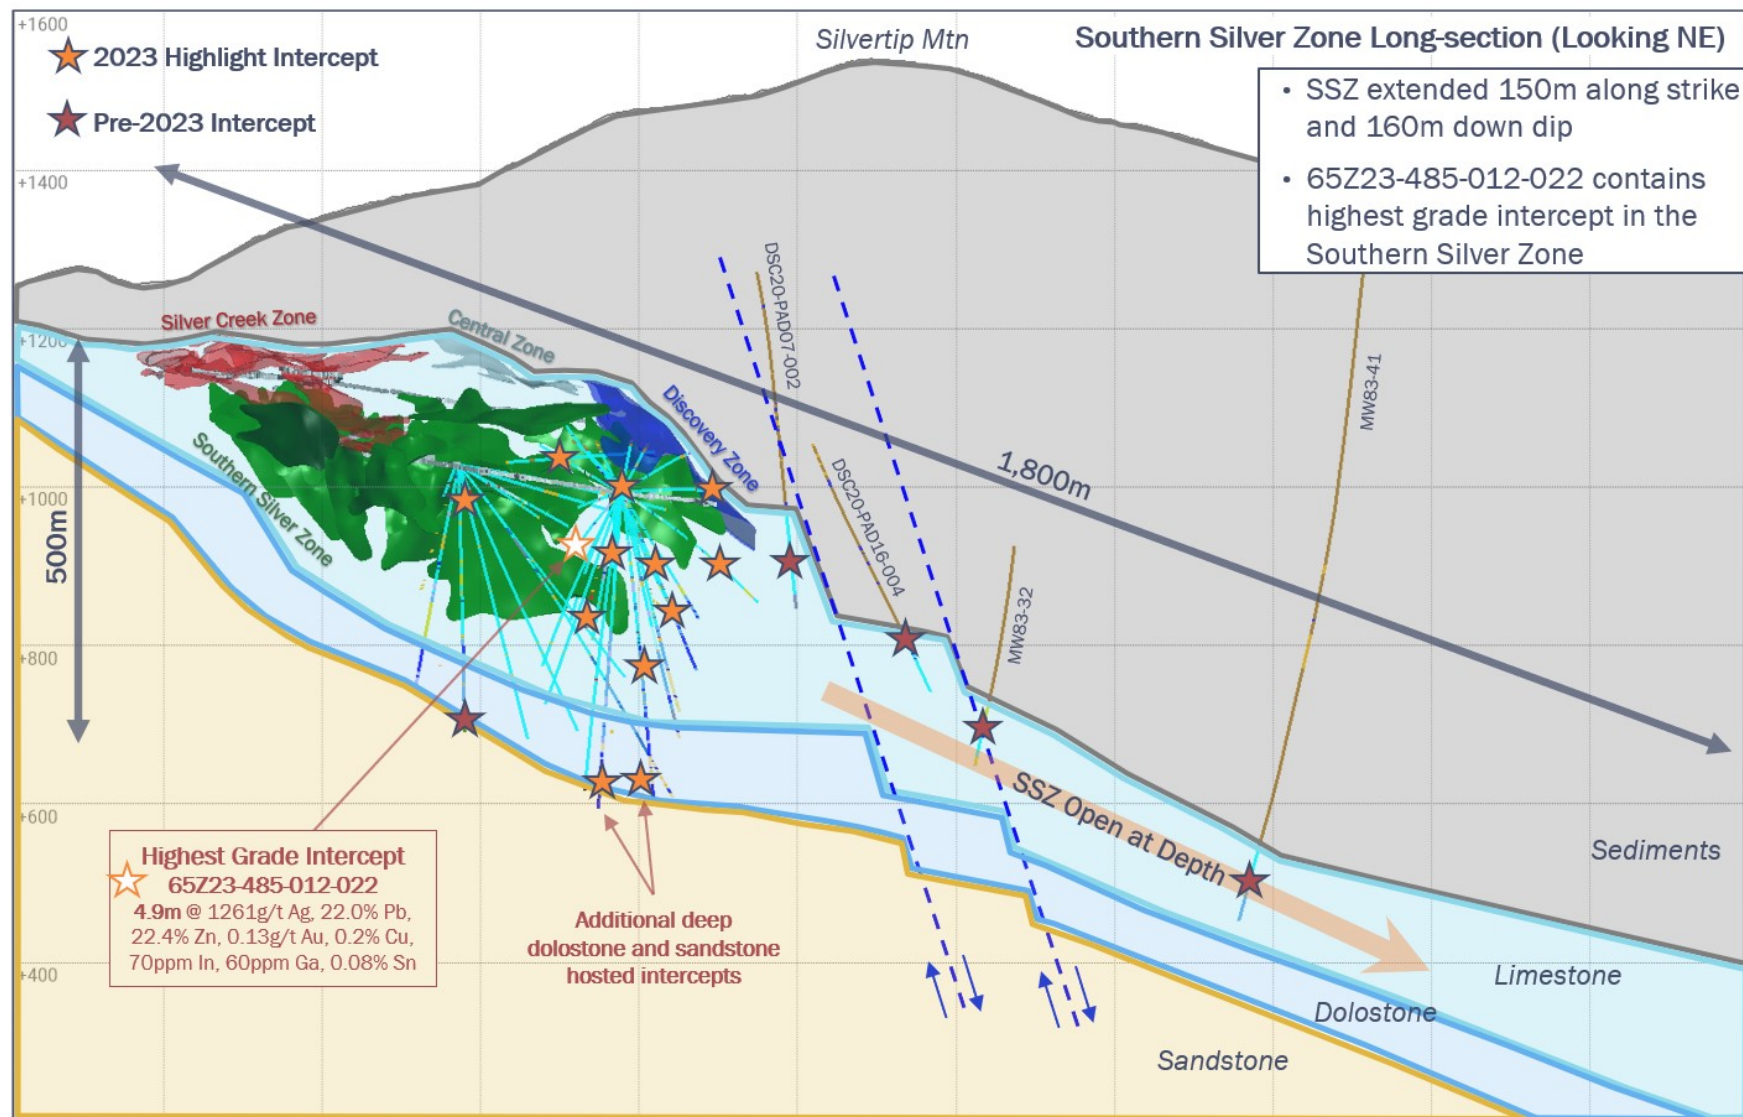 +1600
2023 Highlight Intercept
Pre-2023 Intercept
Silvertip Mtn
Southern Silver Zone Long-section (Looking NE)
• SSZ extended 150m along strike
and 160m down dip
• 65Z23-485-012-022 contains
highest grade intercept in the
Southern Silver Zone
+1400
Silver Creek Zone
Central Zone
+1200
Discovery Zone
Southern Silver Zone
DSC20-PAD07-002
DSC20-PAD16-004
MW83-41
MW83-32
1,800m
+1000
500m
+800
SSZ Open at Depth
+600
Sediments
Highest Grade Intercept
65Z23-485-012-022
4.9m @ 1261g/t Ag, 22.0% Pb,
22.4% Zn, 0.13g/t Au, 0.2% Cu,
70ppm In, 60ppm Ga, 0.08% Sn
Additional deep
dolostone and sandstone
hosted intercepts
+400
Limestone
Dolostone
Sandstone